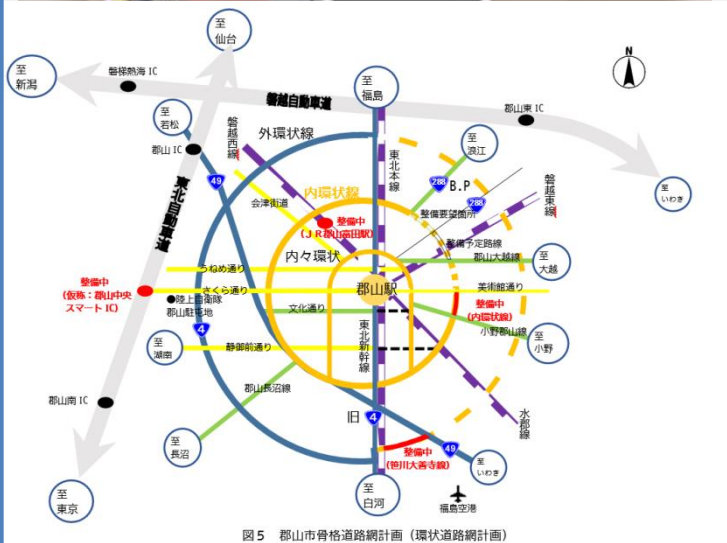 至
仙台
至
新潟
磐梯熱海 IC
磐越自動車道
至
福島
N
郡山東 IC
至
若松
磐越西線
外環状線
東北本線
至
浪江
郡山 IC
49
288
B.P
288
磐越東線
至
いわき
内環状線
会津街道
整備中
(JR郡山富田駅)
整備要望箇所
東北自動車道
内々環状
整備予定路線
郡山大越線
至
大越
うねめ通り
整備中
(仮称:郡山中央
スマートIC)
さくら通り
郡山駅
美術館通り
●陸上自衛隊
郡山駐屯地
文化通り
整備中
(内環状線)
4
小野郡山線
至
湖南
静御前通り
東北新幹線
至
小野
郡山長沼線
郡山南 IC
旧
4
水郡線
至
長沼
49
整備中
(笹川大善寺線)
至
いわき
至
東京
至
白河
福島空港
図5 郡山市骨格道路網計画(環状道路網計画)